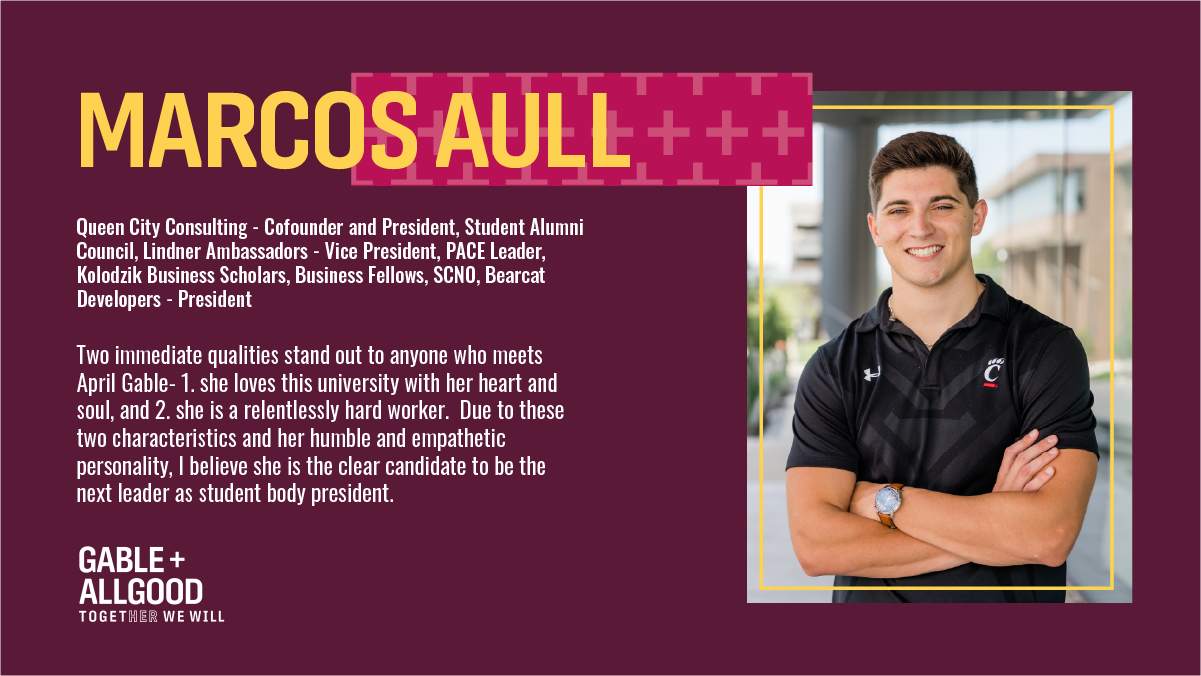 MARCOS AULL
Queen City Consulting - Cofounder and President, Student Alumni
Council, Lindner Ambassadors - Vice President, PACE Leader,
Kolodzik Business Scholars, Business Fellows, SCNO, Bearcat
Developers - President
Two immediate qualities stand out to anyone who meets
April Gable- 1. she loves this university with her heart and
soul, and 2. she is a relentlessly hard worker.  Due to these
two characteristics and her humble and empathetic
personality, I believe she is the clear candidate to be the
next leader as student body president.
GABLE +
ALLGOOD
TOGETHER WE WILL